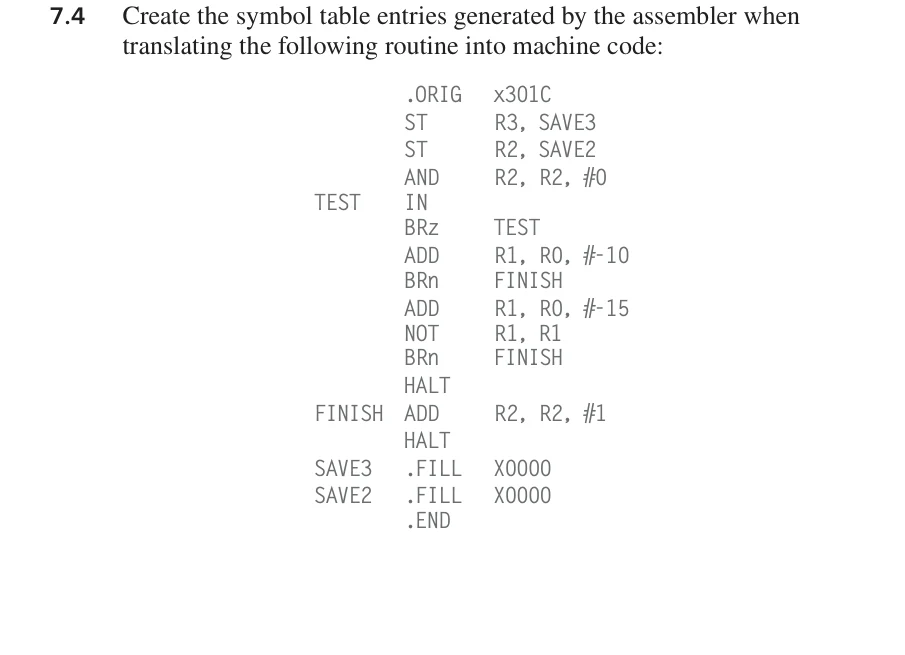 7.4 Create the symbol table entries generated by the assembler when
translating the following routine into machine code:
.ORIG x301C
ST R3, SAVE3
ST R2, SAVE2
AND R2, R2, #0
TEST IN
BRz TEST
ADD R1, R0, #-10
BRn FINISH
ADD R1, R0, #-15
NOT R1, R1
BRn FINISH
HALT
FINISH ADD R2, R2, #1
HALT
SAVE3 .FILL X0000
SAVE2 .FILL X0000
.END